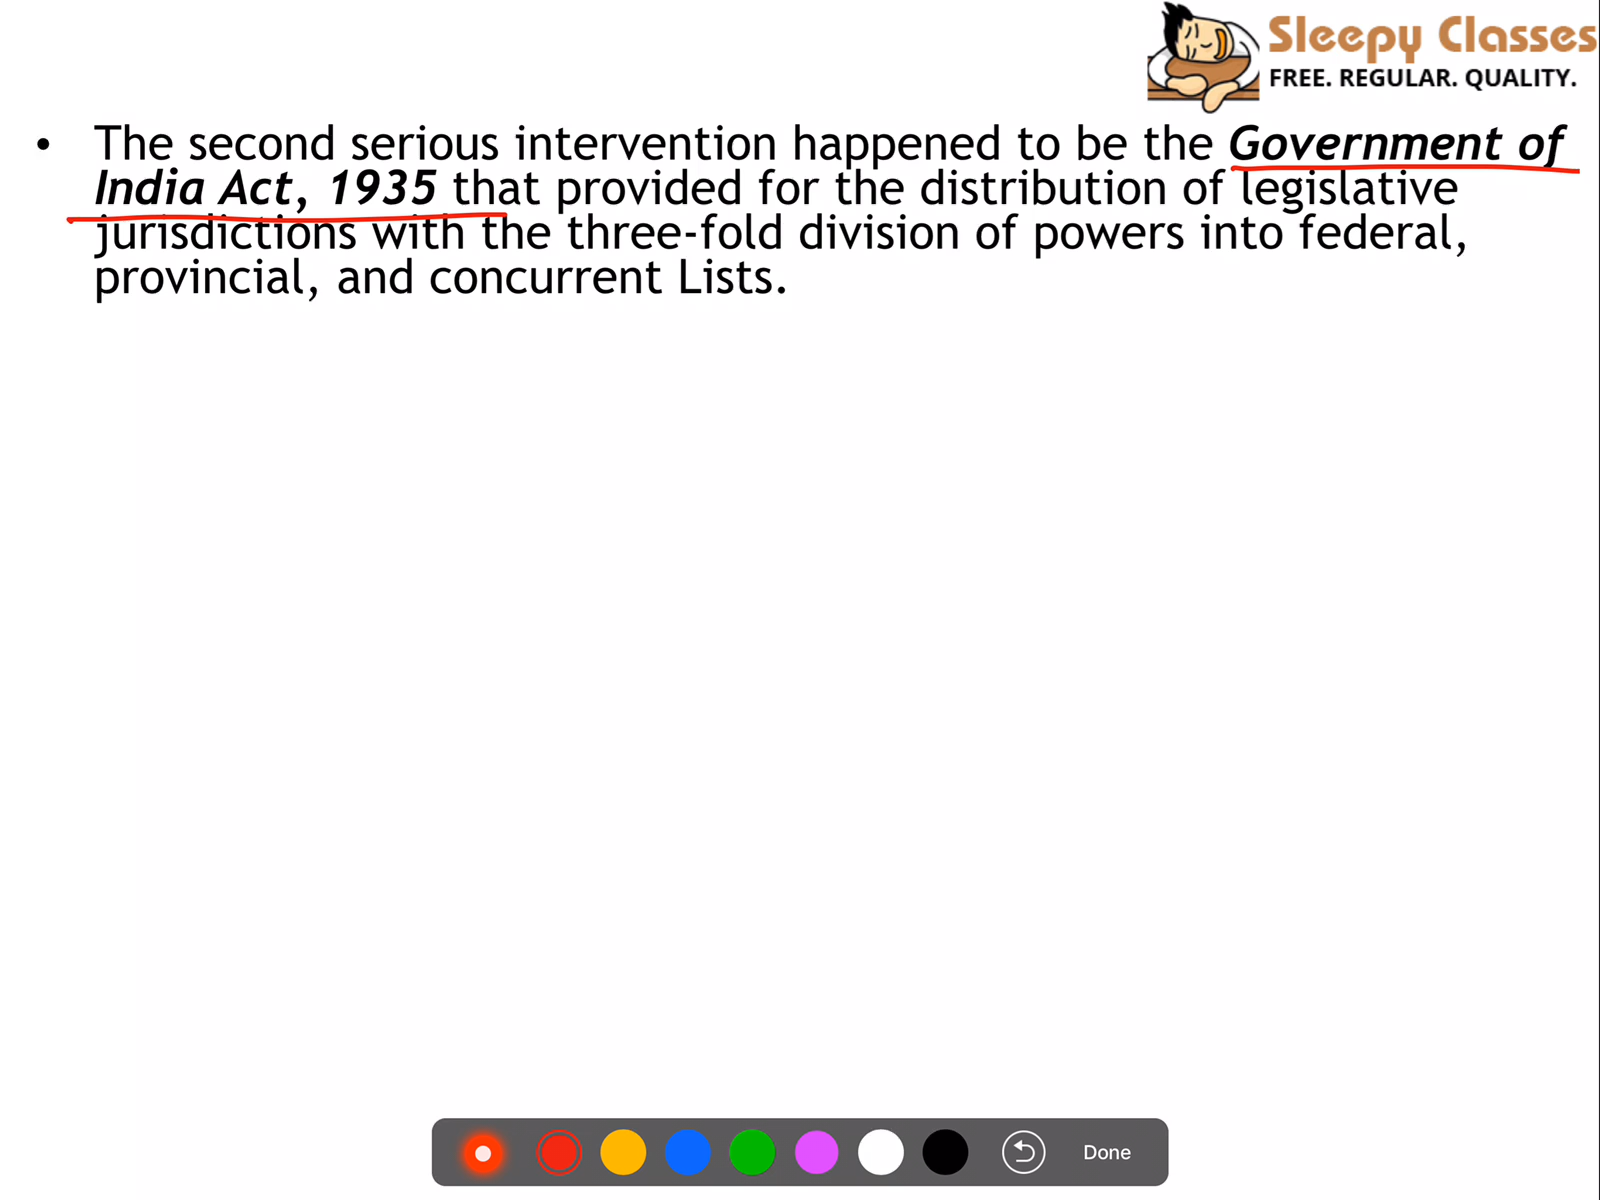 Sleepy Classes
FREE. REGULAR. QUALITY.
• The second serious intervention happened to be the Government of
India Act, 1935 that provided for the distribution of legislative
jurisdictions with the three-fold division of powers into federal,
provincial, and concurrent Lists.
Done